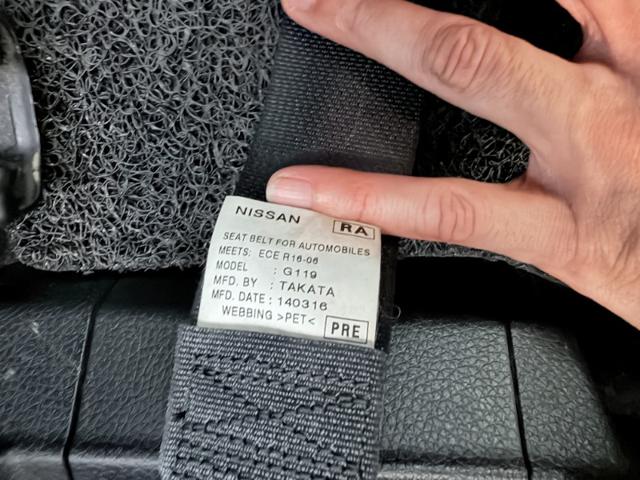 NISSAN RA
SEAT BELT FOR AUTOMOBILES
MEETS: ECE R16-06
MODEL : G119
MFD. BY : TAKATA
MFD. DATE : 140316
WEBBING >PET< PRE